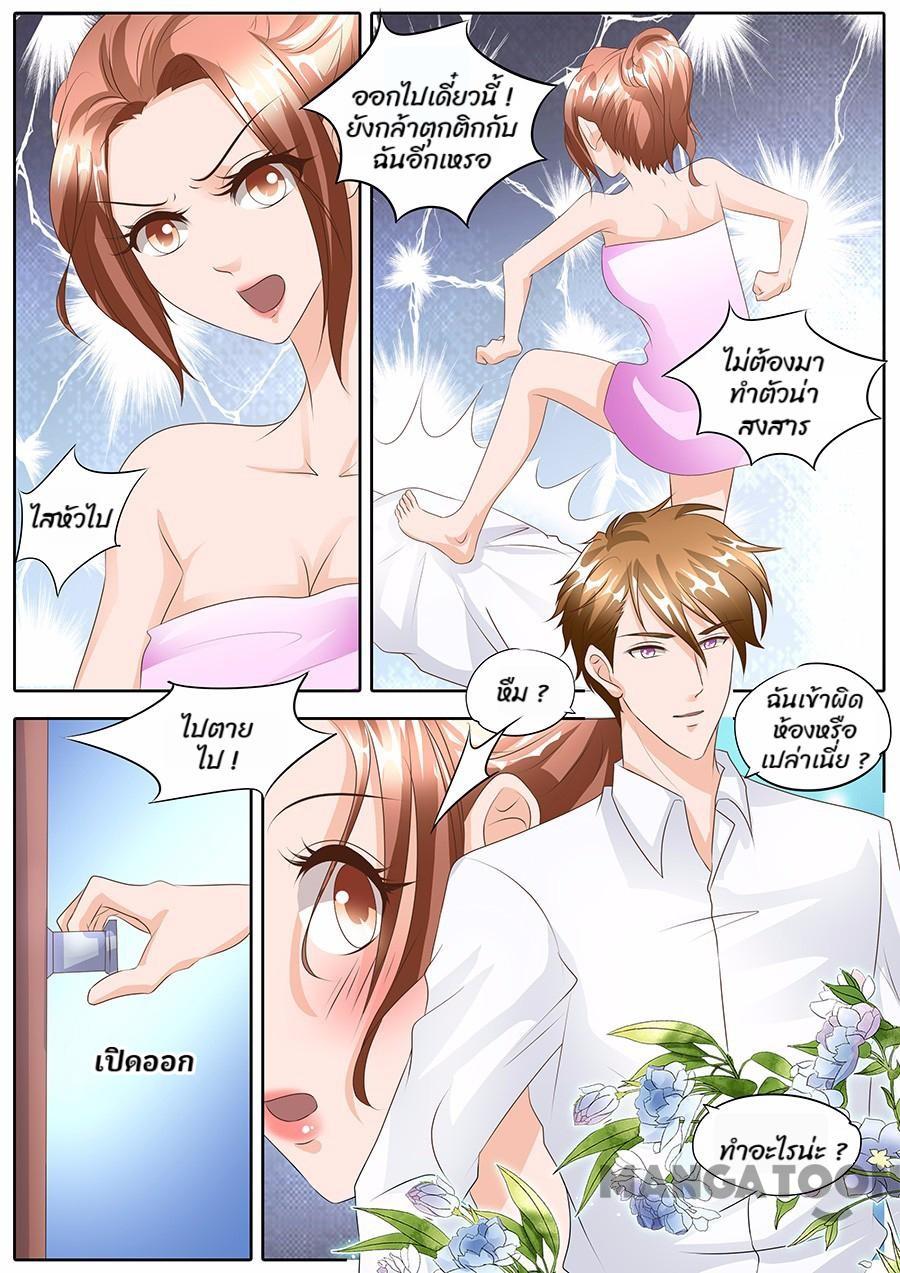 ไสหัวไป
ออกไปเดี๋ยวนี้ !
ยังกล้าตุกติกกับ
ฉันอีกเหรอ
ไม่ต้องมา
ทำตัวน่า
สงสาร
ไปตาย
ไป !
เปิดออก
หืม ?
ฉันเข้าผิด
ห้องหรือ
เปล่าเนี่ย ?
ทำอะไรน่ะ ?
MANGATOON